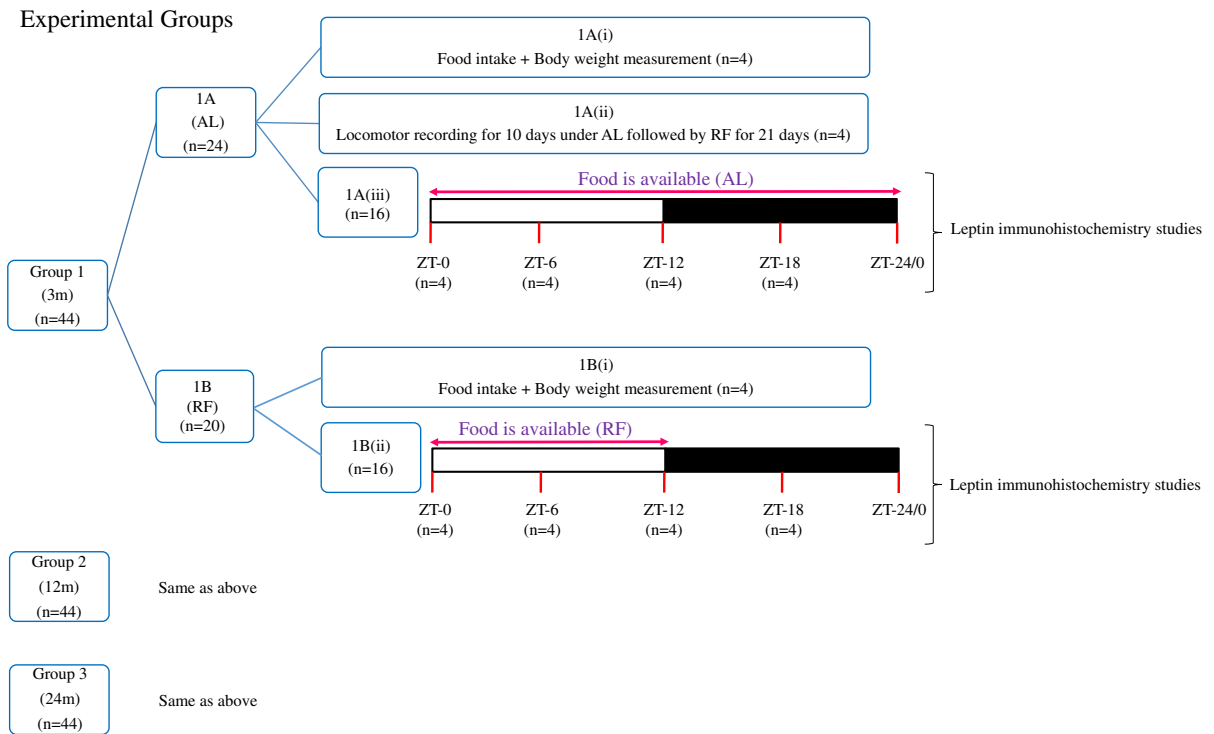 Experimental Groups
1A(i)
Food intake + Body weight measurement (n=4)
1A
(AL)
(n=24)
1A(ii)
Locomotor recording for 10 days under AL followed by RF for 21 days (n=4)
1A(iii)
(n=16)
Food is available (AL)
ZT-0 ZT-6 ZT-12 ZT-18 ZT-24/0
(n=4) (n=4) (n=4) (n=4)
Leptin immunohistochemistry studies
Group 1
(3m)
(n=44)
1B
(RF)
(n=20)
1B(i)
Food intake + Body weight measurement (n=4)
1B(ii)
(n=16)
Food is available (RF)
ZT-0 ZT-6 ZT-12 ZT-18 ZT-24/0
(n=4) (n=4) (n=4) (n=4)
Leptin immunohistochemistry studies
Group 2
(12m)
(n=44)
Same as above
Group 3
(24m)
(n=44)
Same as above